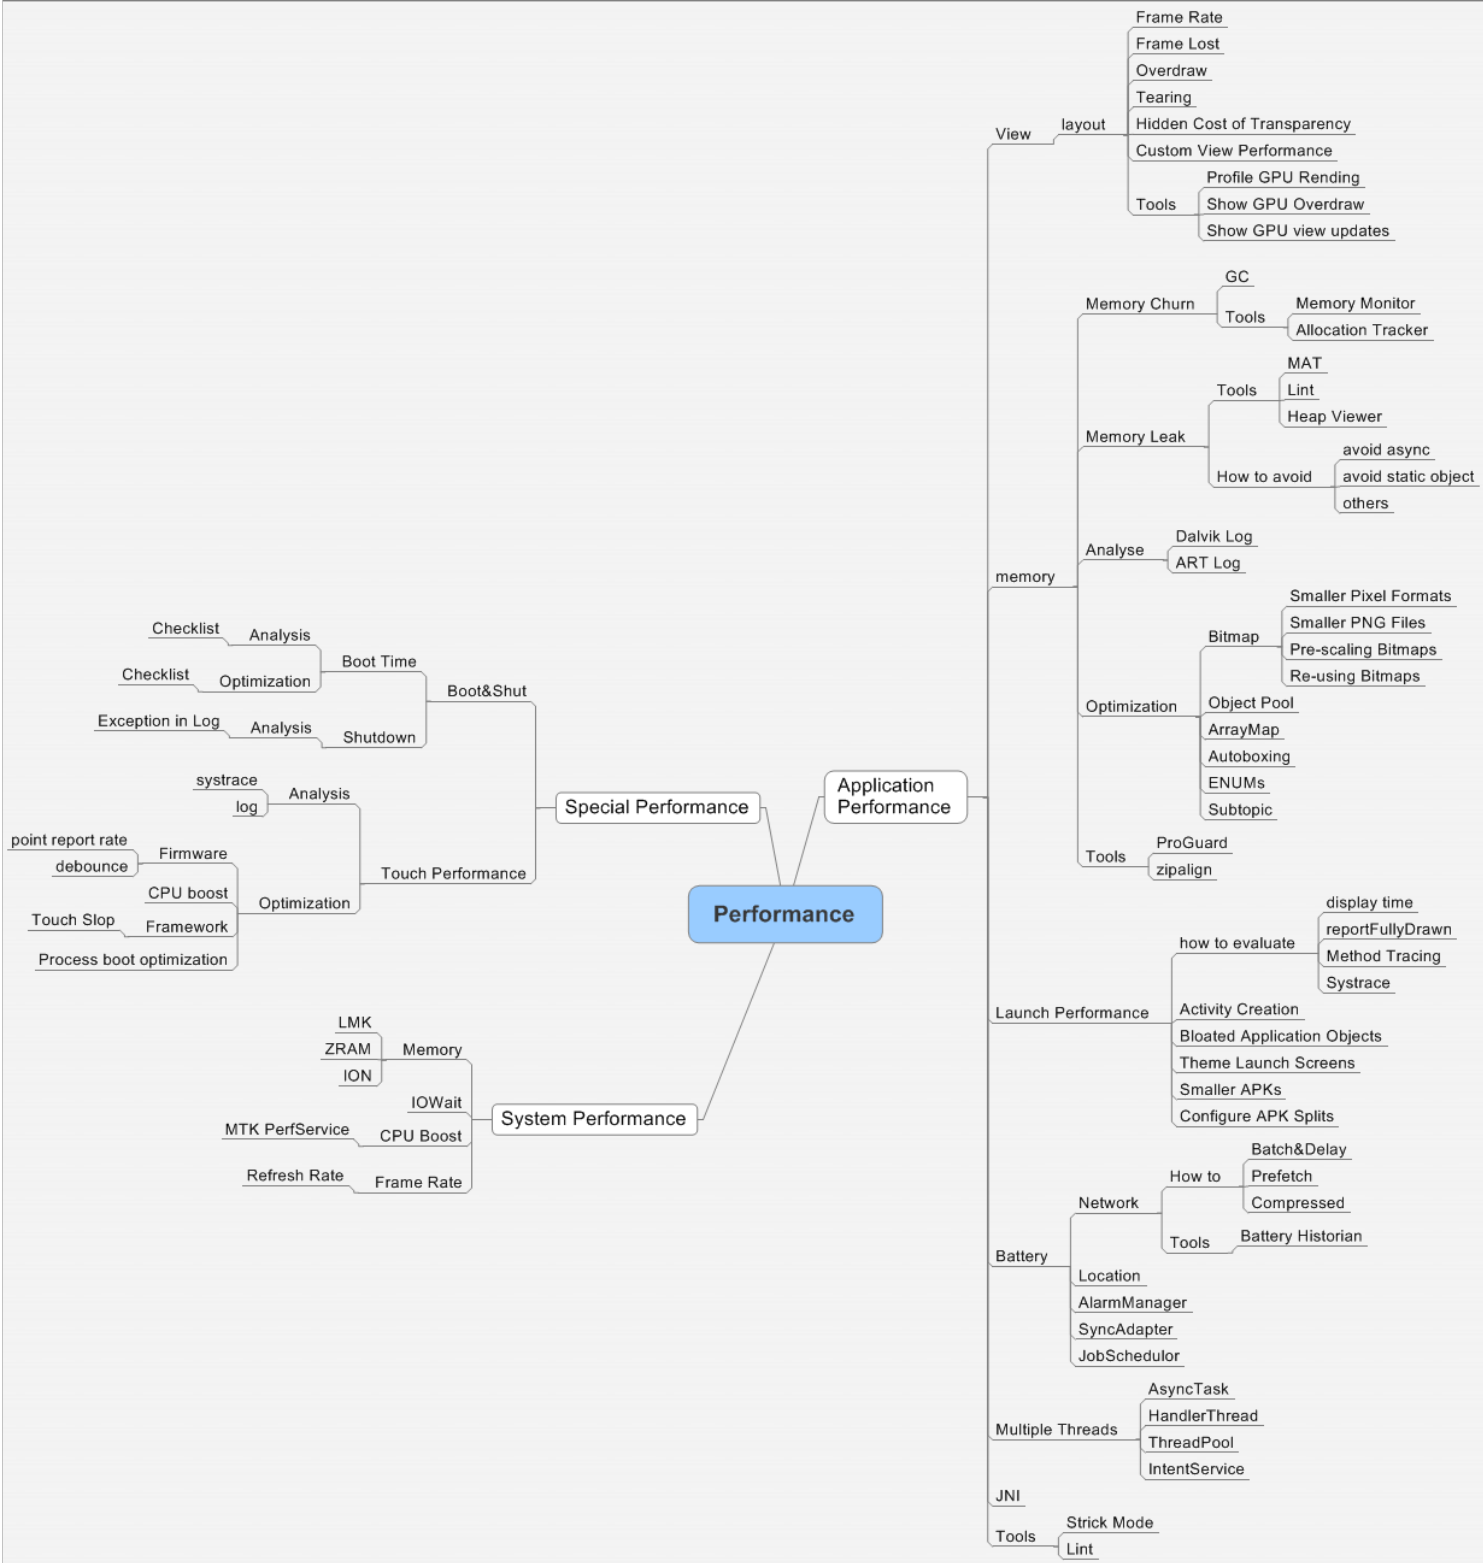 Performance
Application
Performance
View
layout
Frame Rate
Frame Lost
Overdraw
Tearing
Hidden Cost of Transparency
Custom View Performance
Tools
Profile GPU Rending
Show GPU Overdraw
Show GPU view updates
memory
Memory Churn
GC
Tools
Memory Monitor
Allocation Tracker
Memory Leak
Tools
MAT
Lint
Heap Viewer
How to avoid
avoid async
avoid static object
others
Analyse
Dalvik Log
ART Log
Optimization
Bitmap
Smaller Pixel Formats
Smaller PNG Files
Pre-scaling Bitmaps
Re-using Bitmaps
Object Pool
ArrayMap
Autoboxing
ENUMs
Subtopic
Tools
ProGuard
zipalign
Launch Performance
how to evaluate
display time
reportFullyDrawn
Method Tracing
Systrace
Activity Creation
Bloated Application Objects
Theme Launch Screens
Smaller APKs
Configure APK Splits
Battery
Network
How to
Batch&Delay
Prefetch
Compressed
Tools
Battery Historian
Location
AlarmManager
SyncAdapter
JobSchedulor
Multiple Threads
AsyncTask
HandlerThread
ThreadPool
IntentService
JNI
Tools
Strick Mode
Lint
Special Performance
Boot&Shut
Boot Time
Analysis
Checklist
Optimization
Checklist
Shutdown
Analysis
Exception in Log
Touch Performance
Analysis
systrace
log
Optimization
Firmware
point report rate
debounce
CPU boost
Framework
Touch Slop
Process boot optimization
System Performance
Memory
LMK
ZRAM
ION
IOWait
CPU Boost
MTK PerfService
Frame Rate
Refresh Rate